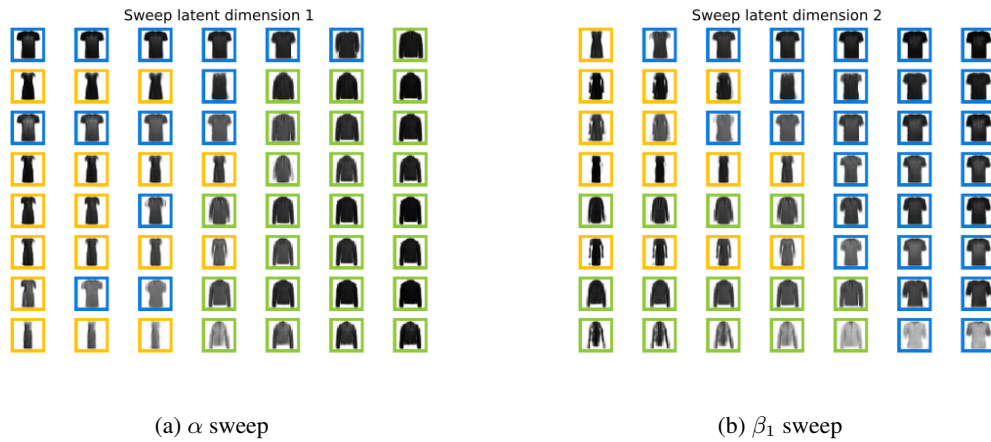 Sweep latent dimension 1
Sweep latent dimension 2
(a) α sweep
(b) β₁ sweep